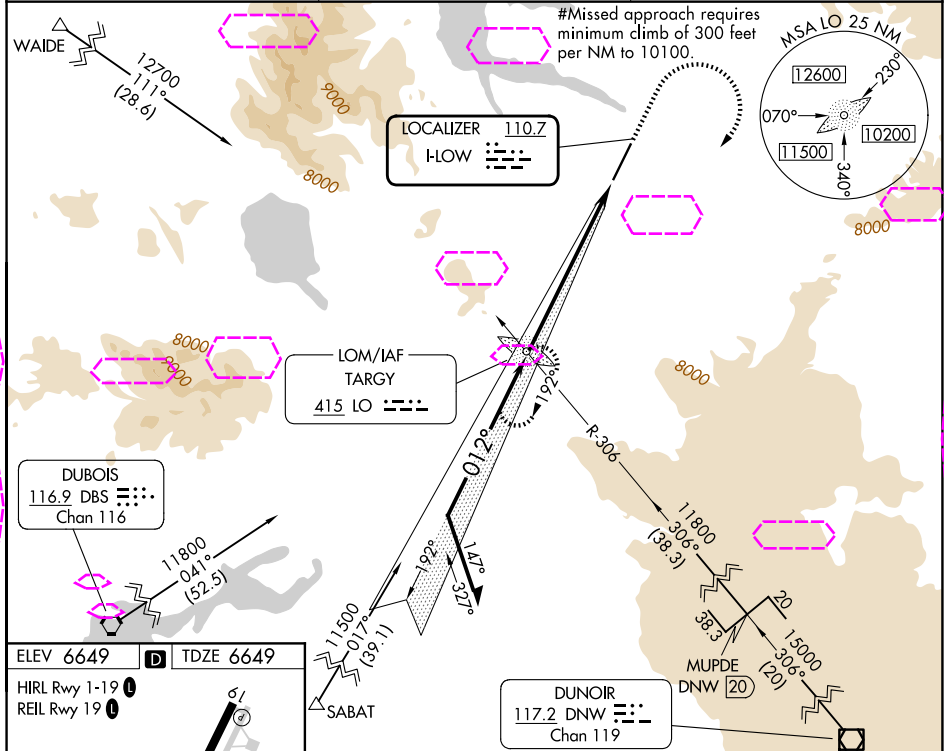 #Missed approach requires
minimum climb of 300 feet
per NM to 10100.
MSA LO 25 NM
12600
230°
070°
10200
11500
340°
WAIDE
12700
111°
(28.6)
9000
8000
LOCALIZER 110.7
I-LOW
8000
8000
9000
LOM/IAF
TARGY
415 LO
192°
8000
012°
R-306
DUBOIS
116.9 DBS
Chan 116
11800
041°
(52.5)
192°
147°
327°
11800
306°
(38.3)
11500
017°
(39.1)
SABAT
20
38.3
MUPDE
DNW 20
15000
306°
(20)
DUNOIR
117.2 DNW
Chan 119
ELEV 6649
D
TDZE 6649
HIRL Rwy 1-19 L
REIL Rwy 19 L
19
P